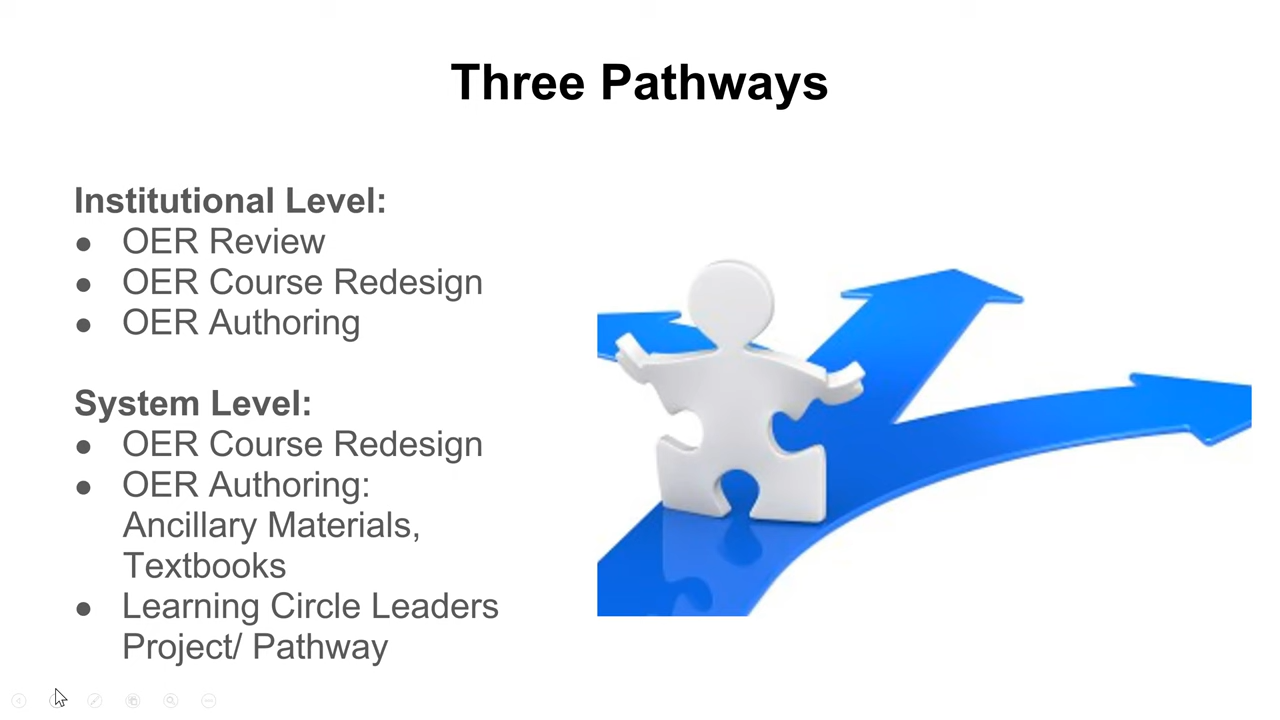 Three Pathways
Institutional Level:
● OER Review
● OER Course Redesign
● OER Authoring
System Level:
● OER Course Redesign
● OER Authoring:
Ancillary Materials,
Textbooks
● Learning Circle Leaders
Project/ Pathway